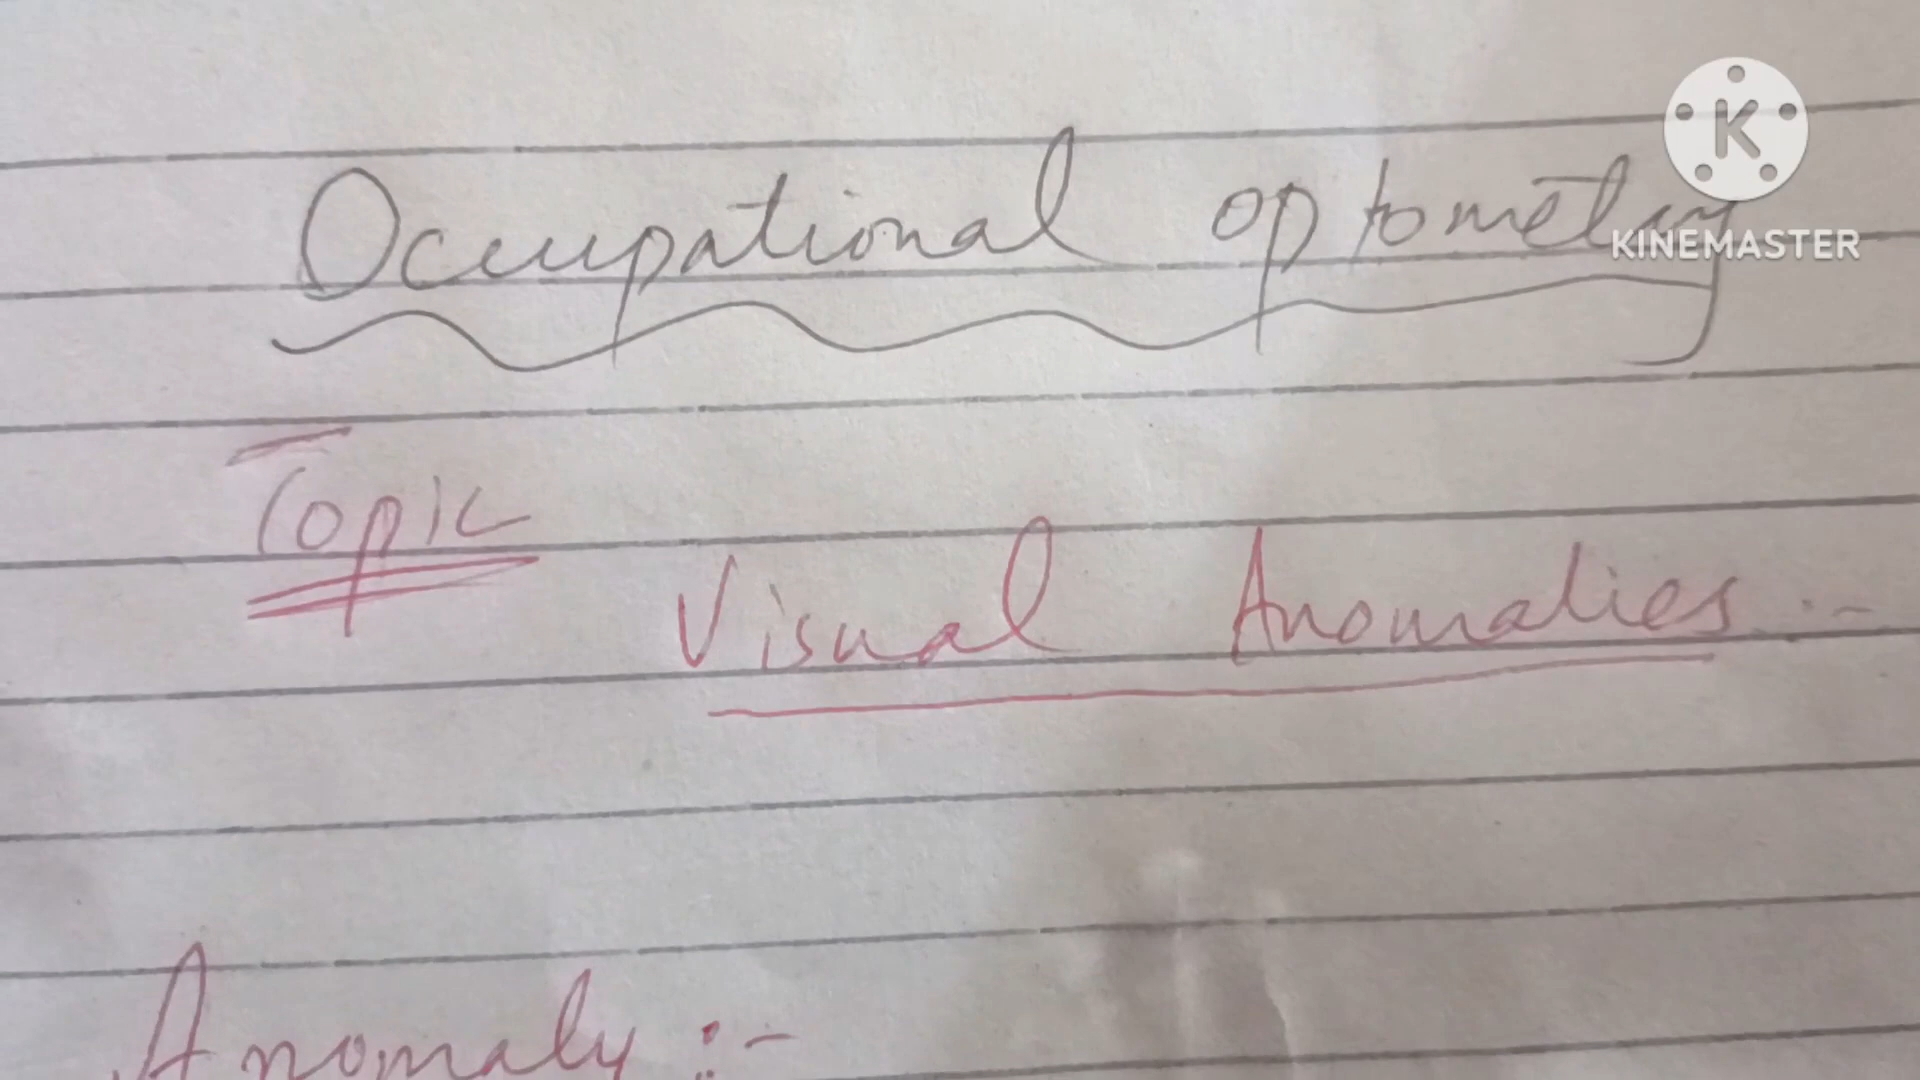 Occupational optometry
K
KINEMASTER
Topic
Visual Anomalies :-
Anomaly :-